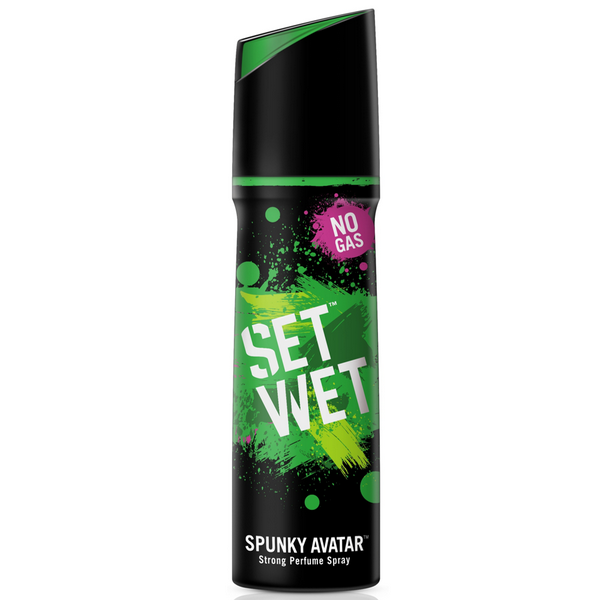 NO
GAS
SET™
WET
SPUNKY AVATAR™
Strong Perfume Spray